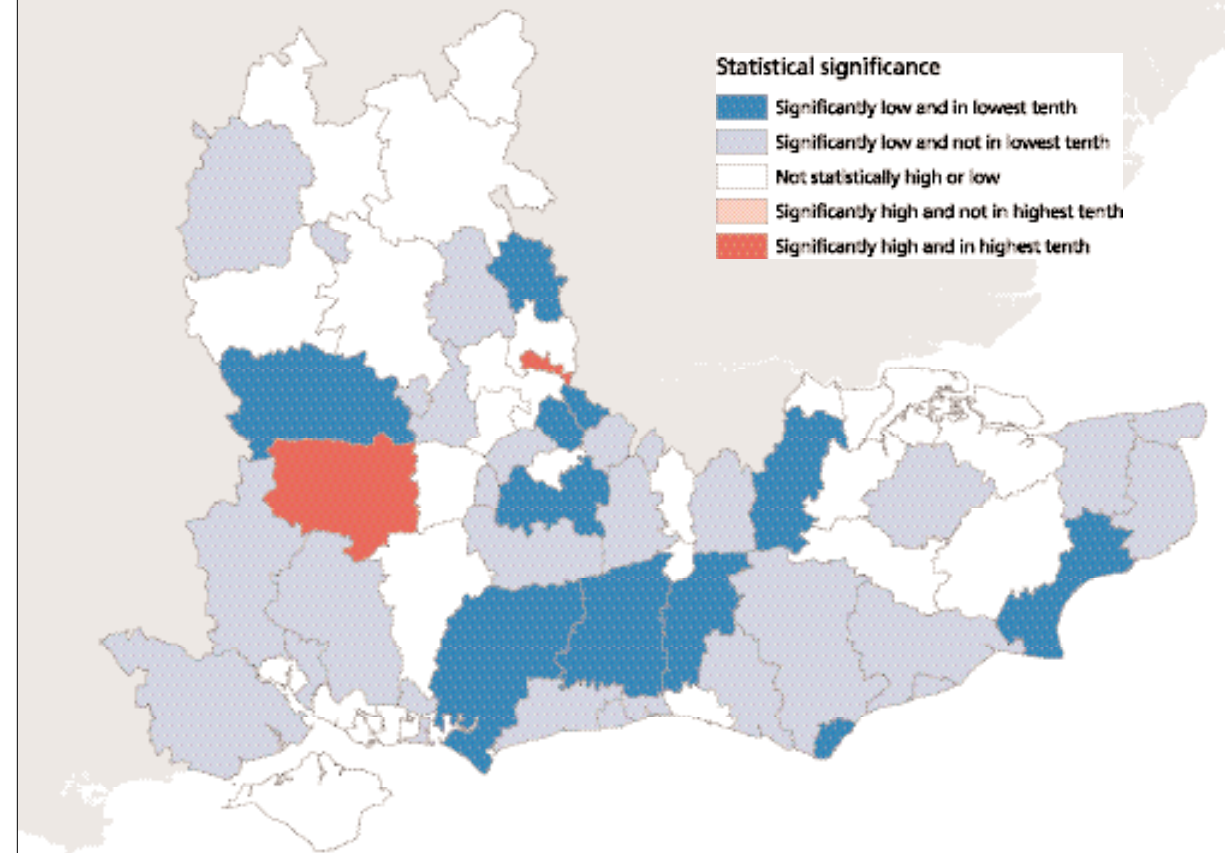 Statistical significance
Significantly low and in lowest tenth
Significantly low and not in lowest tenth
Not statistically high or low
Significantly high and not in highest tenth
Significantly high and in highest tenth